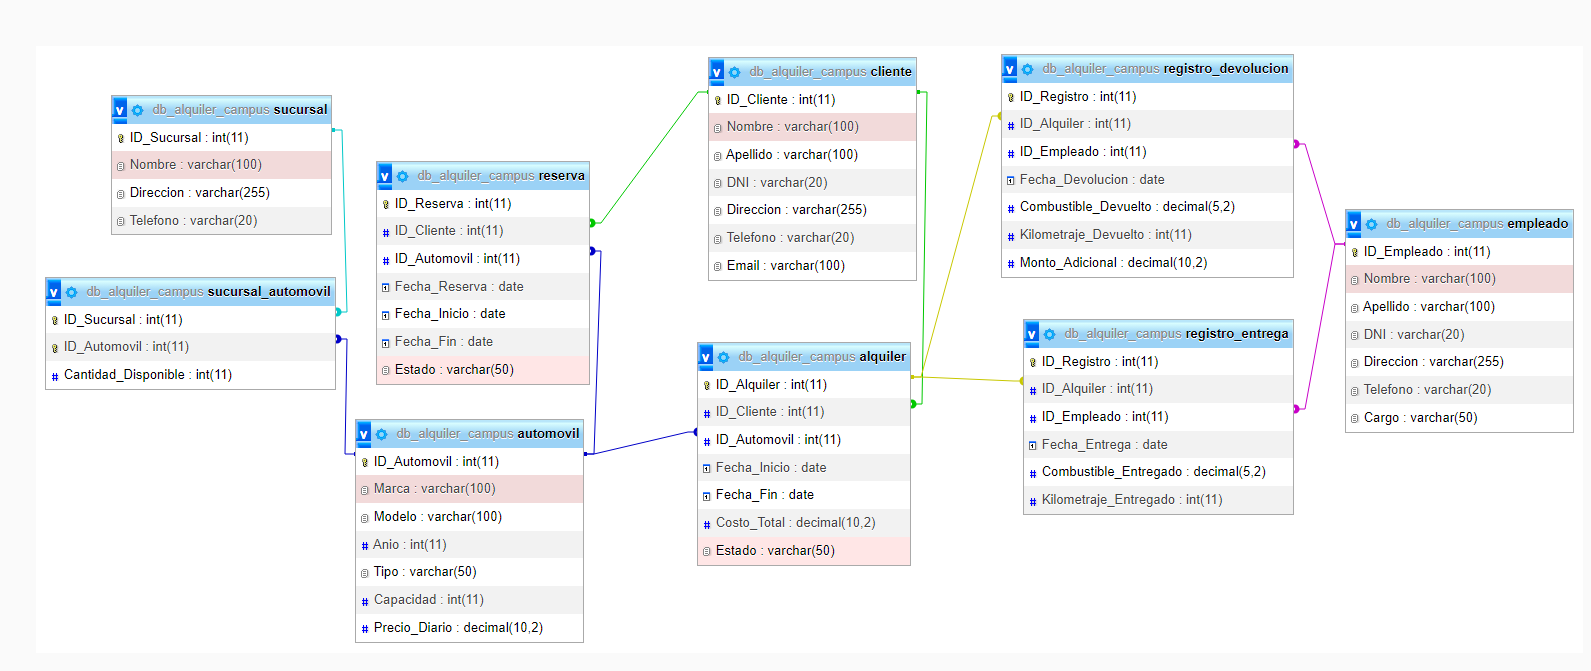 db_alquiler_campus sucursal
ID_Sucursal : int(11)
Nombre : varchar(100)
Direccion : varchar(255)
Telefono : varchar(20)
db_alquiler_campus sucursal_automovil
ID_Sucursal : int(11)
ID_Automovil : int(11)
Cantidad_Disponible : int(11)
db_alquiler_campus reserva
ID_Reserva : int(11)
ID_Cliente : int(11)
ID_Automovil : int(11)
Fecha_Reserva : date
Fecha_Inicio : date
Fecha_Fin : date
Estado : varchar(50)
db_alquiler_campus automovil
ID_Automovil : int(11)
Marca : varchar(100)
Modelo : varchar(100)
Anio : int(11)
Tipo : varchar(50)
Capacidad : int(11)
Precio_Diario : decimal(10,2)
db_alquiler_campus cliente
ID_Cliente : int(11)
Nombre : varchar(100)
Apellido : varchar(100)
DNI : varchar(20)
Direccion : varchar(255)
Telefono : varchar(20)
Email : varchar(100)
db_alquiler_campus alquiler
ID_Alquiler : int(11)
ID_Cliente : int(11)
ID_Automovil : int(11)
Fecha_Inicio : date
Fecha_Fin : date
Costo_Total : decimal(10,2)
Estado : varchar(50)
db_alquiler_campus registro_devolucion
ID_Registro : int(11)
ID_Alquiler : int(11)
ID_Empleado : int(11)
Fecha_Devolucion : date
Combustible_Devuelto : decimal(5,2)
Kilometraje_Devuelto : int(11)
Monto_Adicional : decimal(10,2)
db_alquiler_campus registro_entrega
ID_Registro : int(11)
ID_Alquiler : int(11)
ID_Empleado : int(11)
Fecha_Entrega : date
Combustible_Entregado : decimal(5,2)
Kilometraje_Entregado : int(11)
db_alquiler_campus empleado
ID_Empleado : int(11)
Nombre : varchar(100)
Apellido : varchar(100)
DNI : varchar(20)
Direccion : varchar(255)
Telefono : varchar(20)
Cargo : varchar(50)